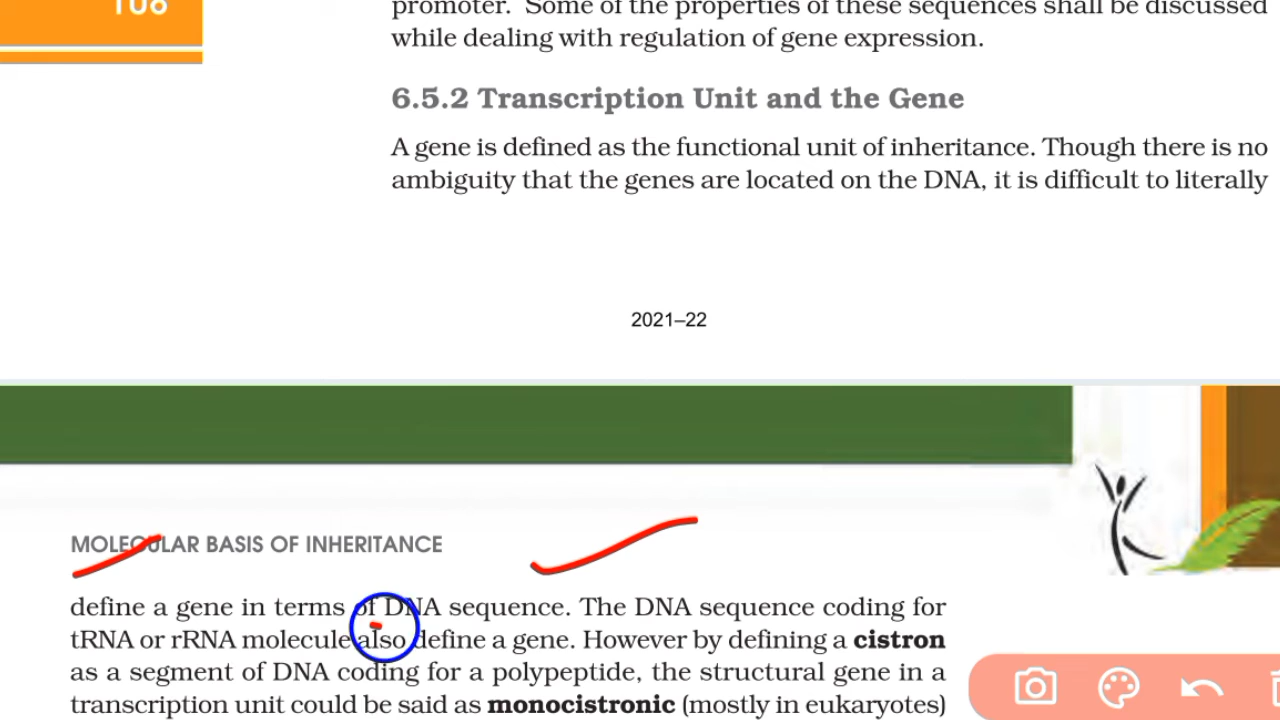 106
promoter. Some of the properties of these sequences shall be discussed
while dealing with regulation of gene expression.
6.5.2 Transcription Unit and the Gene
A gene is defined as the functional unit of inheritance. Though there is no
ambiguity that the genes are located on the DNA, it is difficult to literally
2021–22
MOLECULAR BASIS OF INHERITANCE
define a gene in terms of DNA sequence. The DNA sequence coding for
tRNA or rRNA molecule also define a gene. However by defining a cistron
as a segment of DNA coding for a polypeptide, the structural gene in a
transcription unit could be said as monocistronic (mostly in eukaryotes)